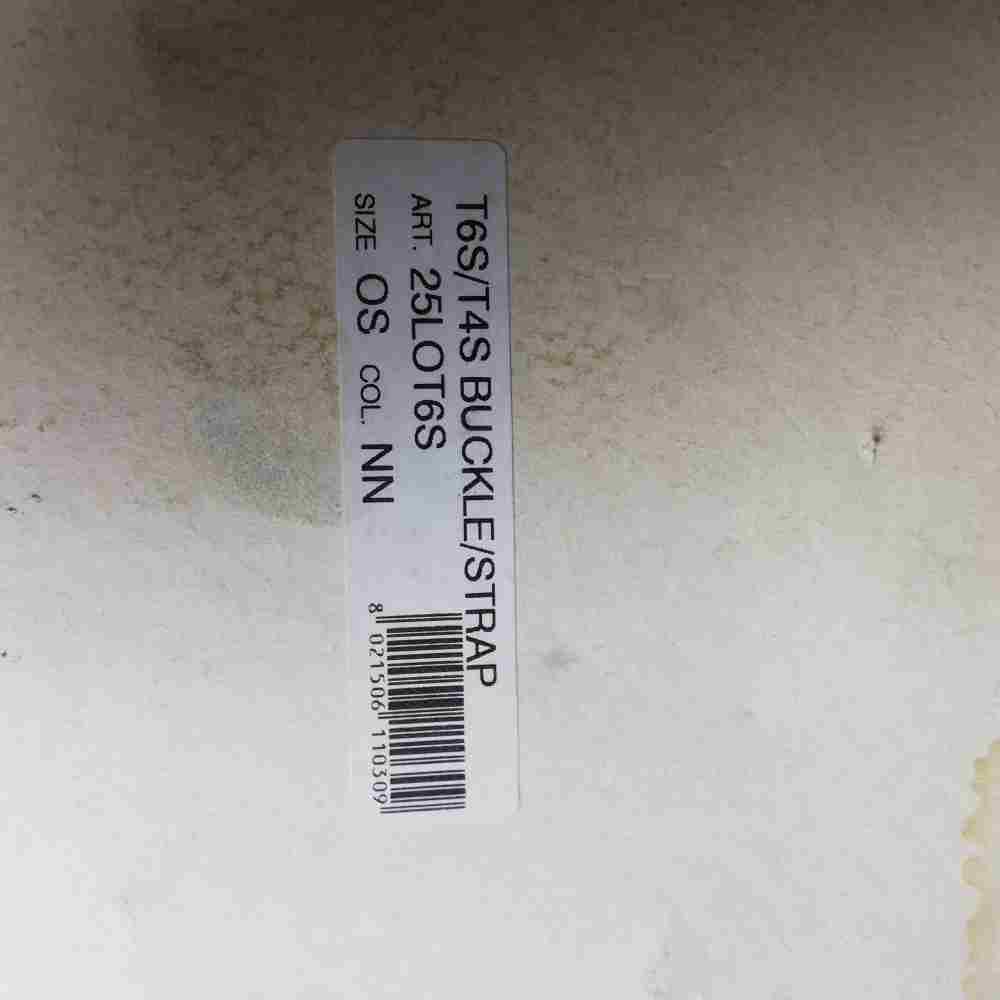 T6S/T4S BUCKLE/STRAP
ART. 25LOT6S
SIZE OS COL. NN
8 021506 110309